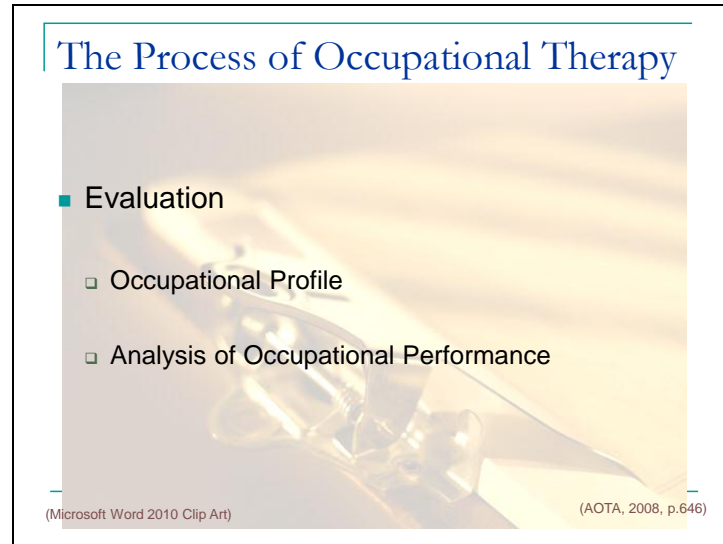 The Process of Occupational Therapy
Evaluation
Occupational Profile
Analysis of Occupational Performance
(Microsoft Word 2010 Clip Art)
(AOTA, 2008, p.646)